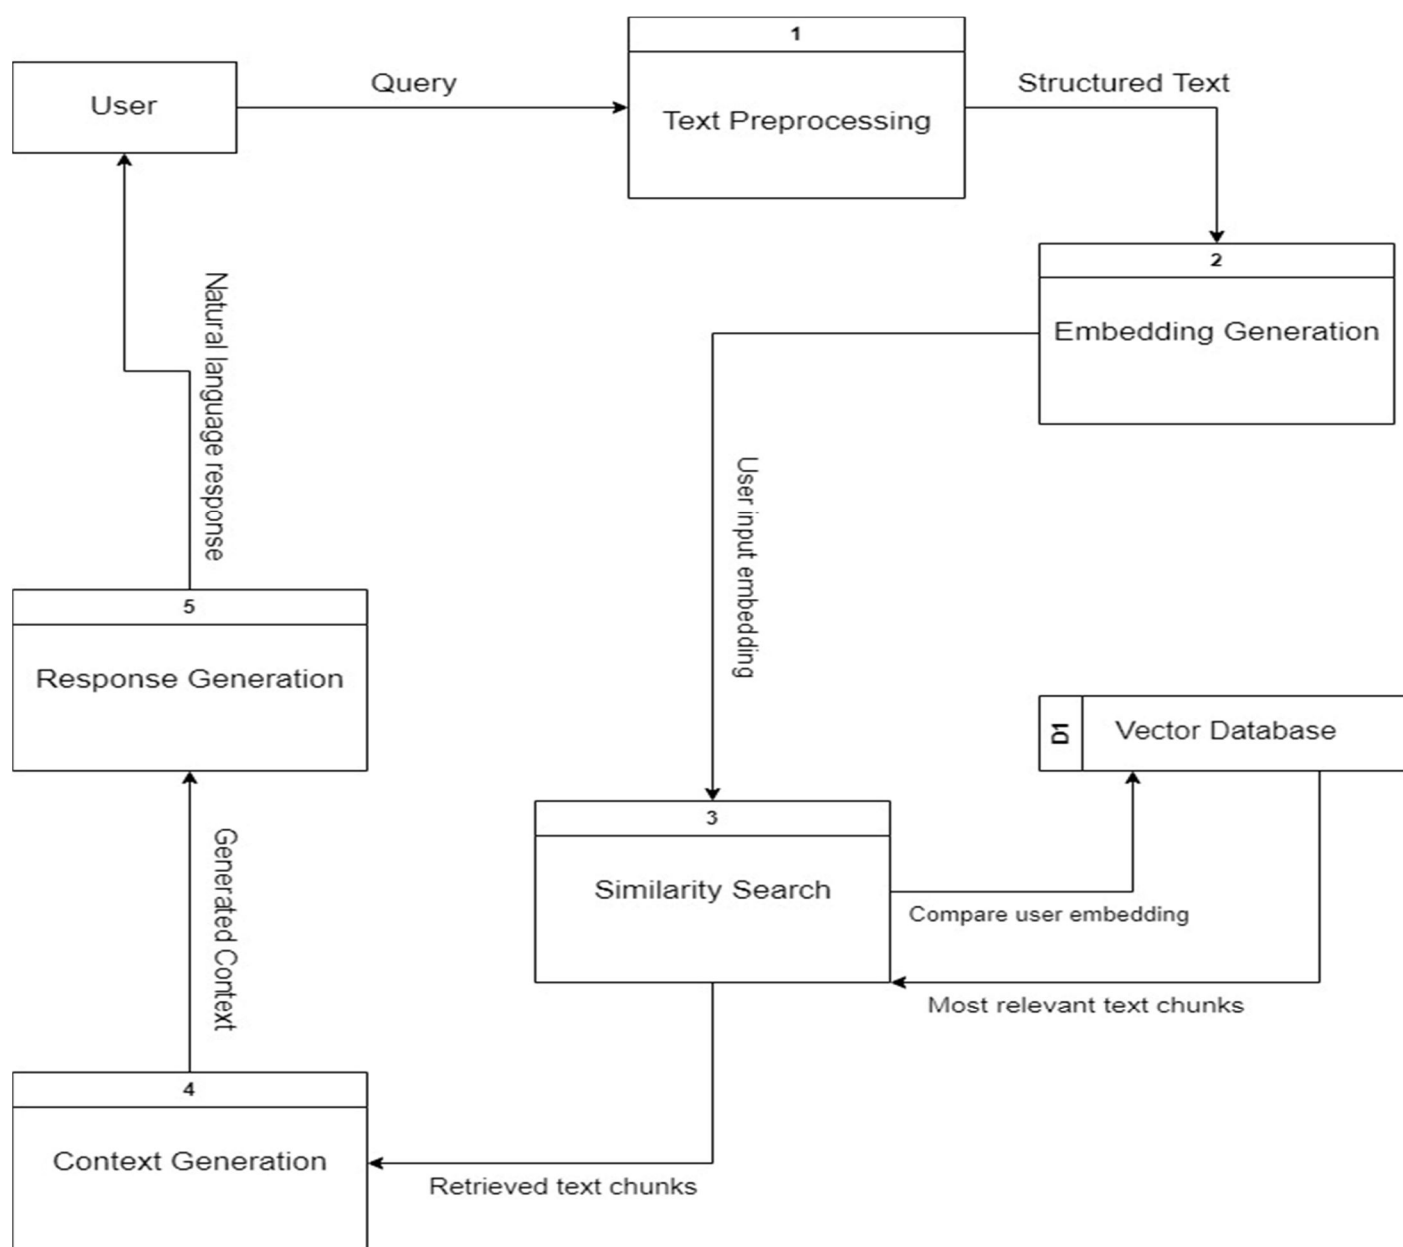 1
User
Query
Text Preprocessing
Structured Text
2
Embedding Generation
Natural language response
User input embedding
5
Response Generation
D1
Vector Database
3
Similarity Search
Compare user embedding
Most relevant text chunks
Generated Context
4
Context Generation
Retrieved text chunks